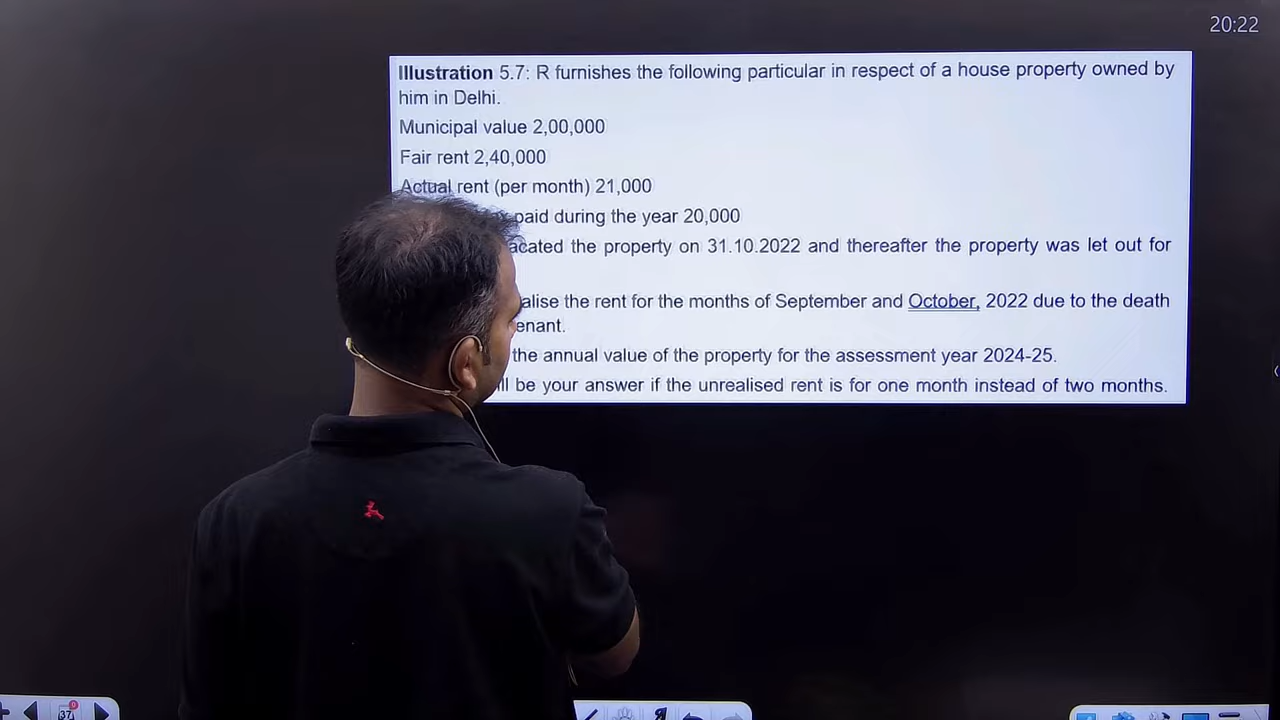 20:22
Illustration 5.7: R furnishes the following particular in respect of a house property owned by
him in Delhi.
Municipal value 2,00,000
Fair rent 2,40,000
Actual rent (per month) 21,000
paid during the year 20,000
the property on 31.10.2022 and thereafter the property was let out for
the rent for the months of September and October, 2022 due to the death
the annual value of the property for the assessment year 2024-25.
be your answer if the unrealised rent is for one month instead of two months.
37